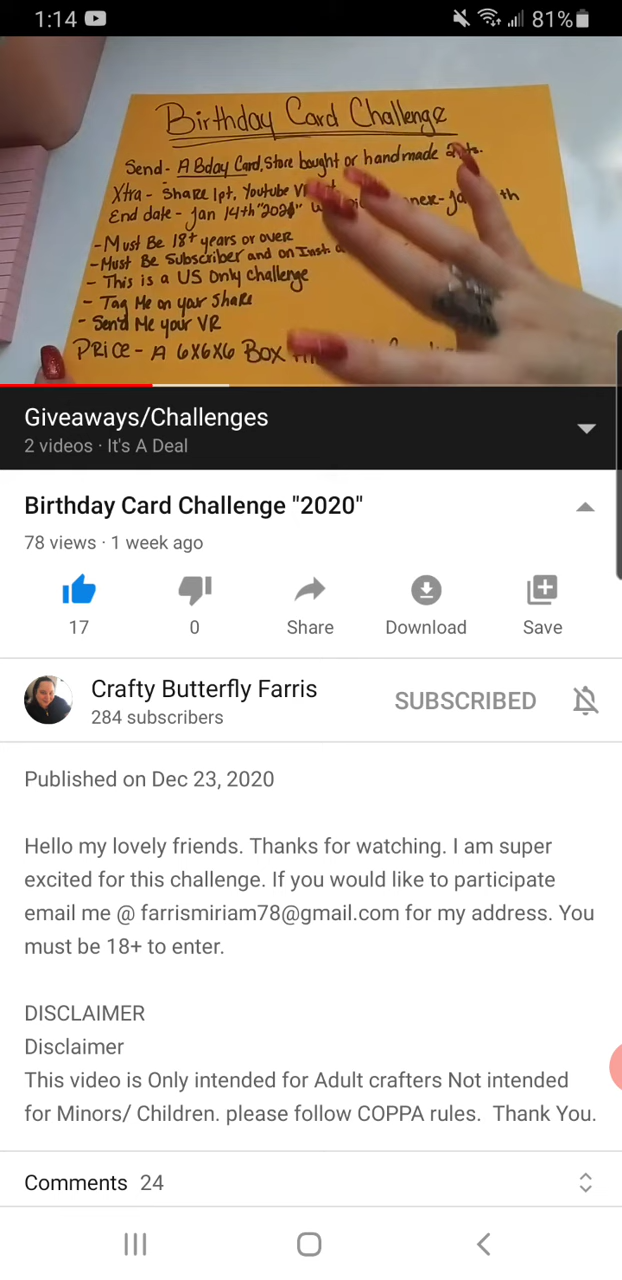 1:14
81%
Birthday Card Challenge
Send - A Bday Card, Store bought or handmade
Xtra - Share 1pt, Youtube
End date - Jan 14th
- Must Be 18+ years or over
- Must Be Subscriber and on
- This is a US Only challenge
- Tag Me on your Share
- Send Me your VR
PRiCe - A 6X6X6 Box
Giveaways/Challenges
2 videos · It's A Deal
Birthday Card Challenge "2020"
78 views · 1 week ago
17 0 Share Download Save
Crafty Butterfly Farris
284 subscribers
SUBSCRIBED
Published on Dec 23, 2020
Hello my lovely friends. Thanks for watching. I am super
excited for this challenge. If you would like to participate
email me @ farrismiriam78@gmail.com for my address. You
must be 18+ to enter.
DISCLAIMER
Disclaimer
This video is Only intended for Adult crafters Not intended
for Minors/ Children. please follow COPPA rules.  Thank You.
Comments 24